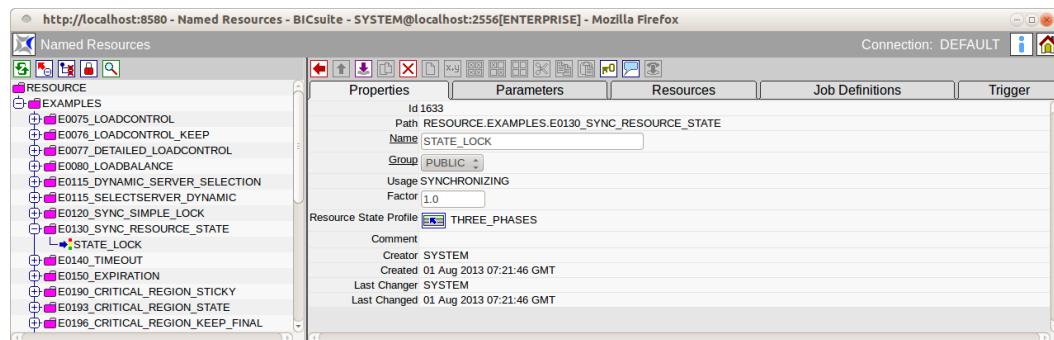 http://localhost:8580 - Named Resources - BICsuite - SYSTEM@localhost:2556[ENTERPRISE] - Mozilla Firefox
Named Resources
Connection: DEFAULT
RESOURCE
EXAMPLES
E0075_LOADCONTROL
E0076_LOADCONTROL_KEEP
E0077_DETAILED_LOADCONTROL
E0080_LOADBALANCE
E0115_DYNAMIC_SERVER_SELECTION
E0115_SELECTSERVER_DYNAMIC
E0120_SYNC_SIMPLE_LOCK
E0130_SYNC_RESOURCE_STATE
STATE_LOCK
E0140_TIMEOUT
E0150_EXPIRATION
E0190_CRITICAL_REGION_STICKY
E0193_CRITICAL_REGION_STATE
E0196_CRITICAL_REGION_KEEP_FINAL
Properties Parameters Resources Job Definitions Trigger
Id 1633
Path RESOURCE.EXAMPLES.E0130_SYNC_RESOURCE_STATE
Name STATE_LOCK
Group PUBLIC
Usage SYNCHRONIZING
Factor 1.0
Resource State Profile THREE_PHASES
Comment
Creator SYSTEM
Created 01 Aug 2013 07:21:46 GMT
Last Changer SYSTEM
Last Changed 01 Aug 2013 07:21:46 GMT